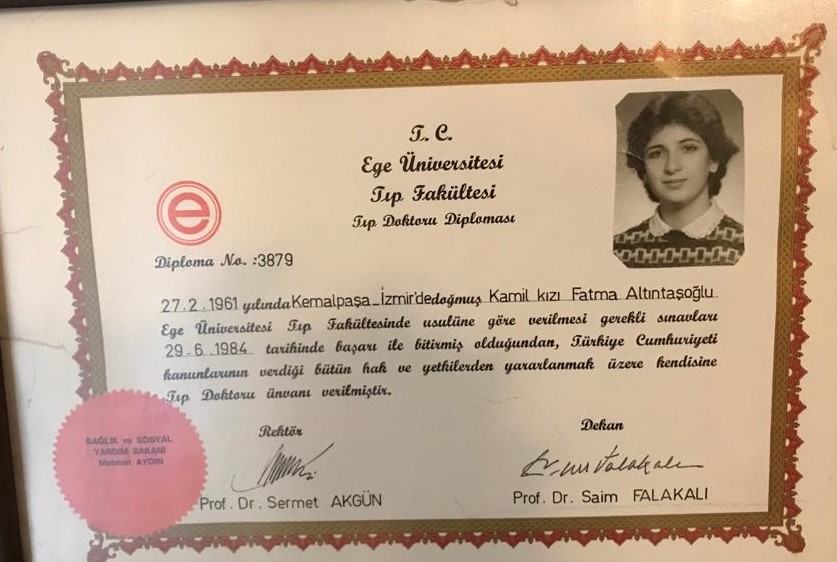 T. C.
Ege Üniversitesi
Tıp Fakültesi
Tıp Doktoru Diploması
e
Diploma No. :3879
27.2.1961 yılında Kemalpaşa_İzmir'de doğmuş Kamil kızı Fatma Altıntaşoğlu
Ege Üniversitesi Tıp Fakültesinde usulüne göre verilmesi gerekli sınavları
29.6.1984 tarihinde başarı ile bitirmiş olduğundan, Türkiye Cumhuriyeti
kanunlarının verdiği bütün hak ve yetkilerden yararlanmak üzere kendisine
Tıp Doktoru ünvanı verilmiştir.
SAĞLIK ve SOSYAL
YARDIM BAKANI
Mehmet AYDIN
Rektör
Prof. Dr. Sermet AKGÜN
Dekan
Prof. Dr. Saim FALAKALI